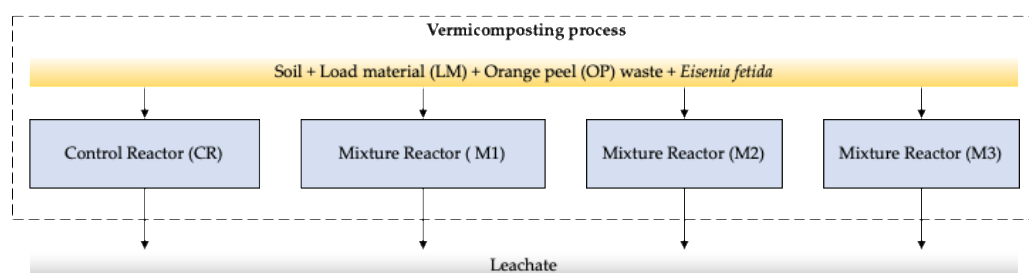 Vermicomposting process
Soil + Load material (LM) + Orange peel (OP) waste + Eisenia fetida
Control Reactor (CR)
Mixture Reactor ( M1)
Mixture Reactor (M2)
Mixture Reactor (M3)
Leachate